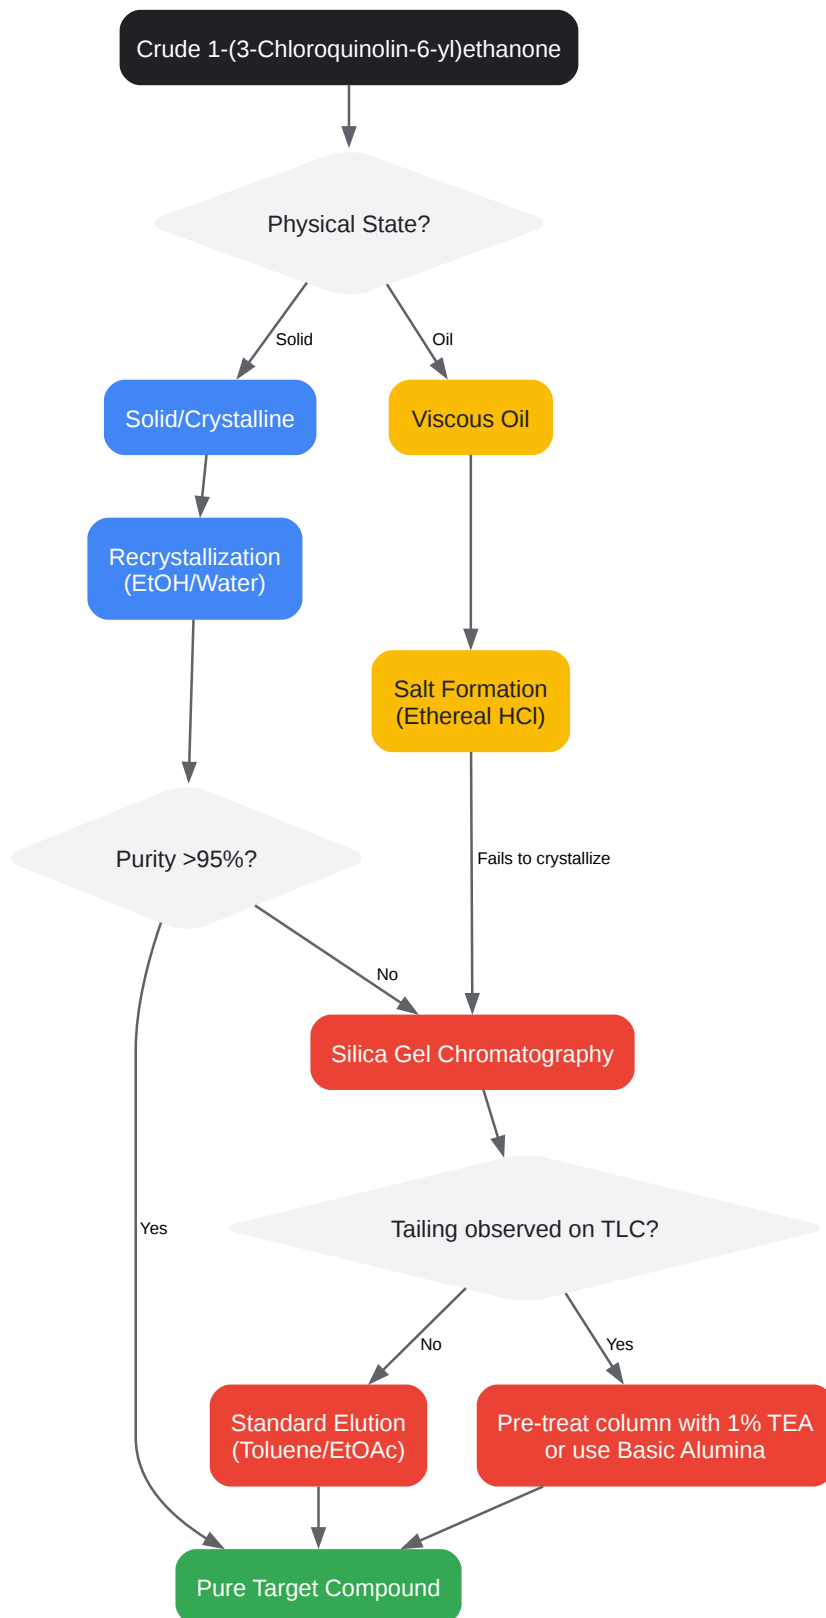 Crude 1-(3-Chloroquinolin-6-yl)ethanone
Physical State?
Solid
Oil
Solid/Crystalline
Viscous Oil
Recrystallization
(EtOH/Water)
Salt Formation
(Ethereal HCl)
Purity >95%?
Fails to crystallize
No
Silica Gel Chromatography
Yes
Tailing observed on TLC?
No
Yes
Standard Elution
(Toluene/EtOAc)
Pre-treat column with 1% TEA
or use Basic Alumina
Pure Target Compound